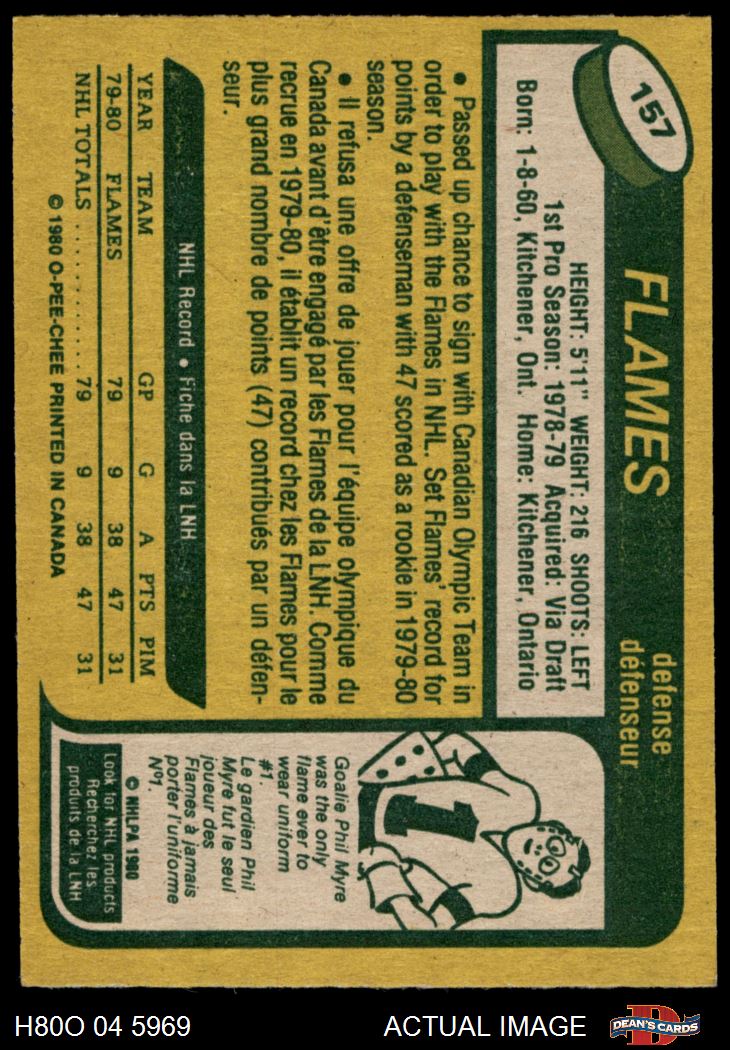 157
FLAMES
defense
défenseur
HEIGHT: 5'11" WEIGHT: 216 SHOOTS: LEFT
1st Pro Season: 1978-79 Acquired: Via Draft
Born: 1-8-60, Kitchener, Ont. Home: Kitchener, Ontario
● Passed up chance to sign with Canadian Olympic Team in
order to play with the Flames in NHL. Set Flames' record for
points by a defenseman with 47 scored as a rookie in 1979-80
season.
● Il refusa une offre de jouer pour l'équipe olympique du
Canada avant d'être engagé par les Flames de la LNH. Comme
recrue en 1979-80, il établit un record chez les Flames pour le
plus grand nombre de points (47) contribués par un défen-
seur.
NHL Record ● Fiche dans la LNH
YEAR TEAM GP G A PTS PIM
79-80 FLAMES 79 9 38 47 31
NHL TOTALS .......... 79 9 38 47 31
© 1980 O-PEE-CHEE PRINTED IN CANADA
1
Goalie Phil Myre
was the only
flame ever to
wear uniform
#1.
Le gardien Phil
Myre fut le seul
joueur des
Flames à jamais
porter l'uniforme
Nº1.
© NHLPA 1980
Look for NHL products
Recherchez les
produits de la LNH
H80O 04 5969
ACTUAL IMAGE
D
DEAN'S CARDS